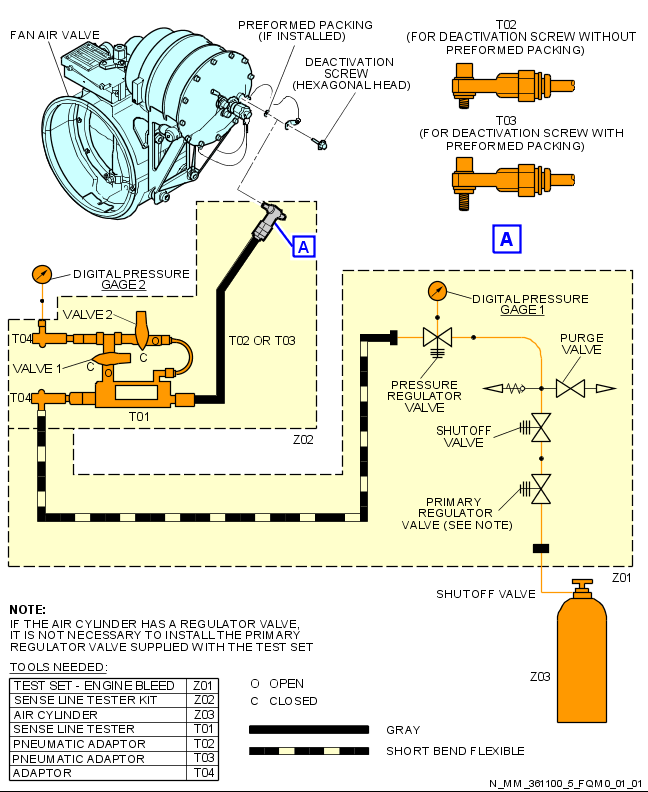 FAN AIR VALVE
PREFORMED PACKING
(IF INSTALLED)
DEACTIVATION
SCREW
(HEXAGONAL HEAD)
T02
(FOR DEACTIVATION SCREW WITHOUT
PREFORMED PACKING)
T03
(FOR DEACTIVATION SCREW WITH
PREFORMED PACKING)
A
A
DIGITAL PRESSURE
GAGE 2
VALVE 2
T04
VALVE 1
C
O
C
O
T04
T01
T02 OR T03
Z02
DIGITAL PRESSURE
GAGE 1
PURGE
VALVE
PRESSURE
REGULATOR
VALVE
SHUTOFF
VALVE
PRIMARY
REGULATOR
VALVE (SEE NOTE)
Z01
SHUTOFF VALVE
Z03
NOTE:
IF THE AIR CYLINDER HAS A REGULATOR VALVE,
IT IS NOT NECESSARY TO INSTALL THE PRIMARY
REGULATOR VALVE SUPPLIED WITH THE TEST SET
TOOLS NEEDED:
TEST SET - ENGINE BLEED Z01
SENSE LINE TESTER KIT Z02
AIR CYLINDER Z03
SENSE LINE TESTER T01
PNEUMATIC ADAPTOR T02
PNEUMATIC ADAPTOR T03
ADAPTOR T04
O OPEN
C CLOSED
GRAY
SHORT BEND FLEXIBLE
N_MM_361100_5_FQM0_01_01